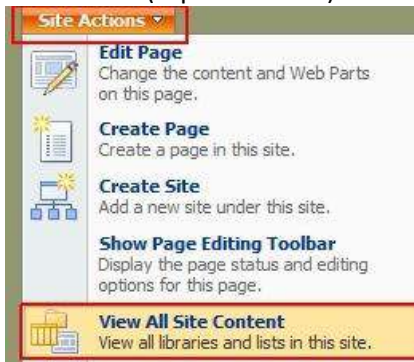 Site Actions
Edit Page
Change the content and Web Parts
on this page.
Create Page
Create a page in this site.
Create Site
Add a new site under this site.
Show Page Editing Toolbar
Display the page status and editing
options for this page.
View All Site Content
View all libraries and lists in this site.